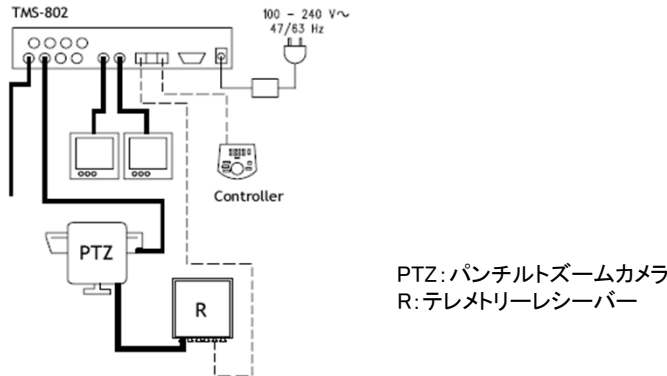 TMS-802
100 - 240 V~
47/63 Hz
Controller
PTZ
R
PTZ:パンチルトズームカメラ
R:テレメトリーレシーバー